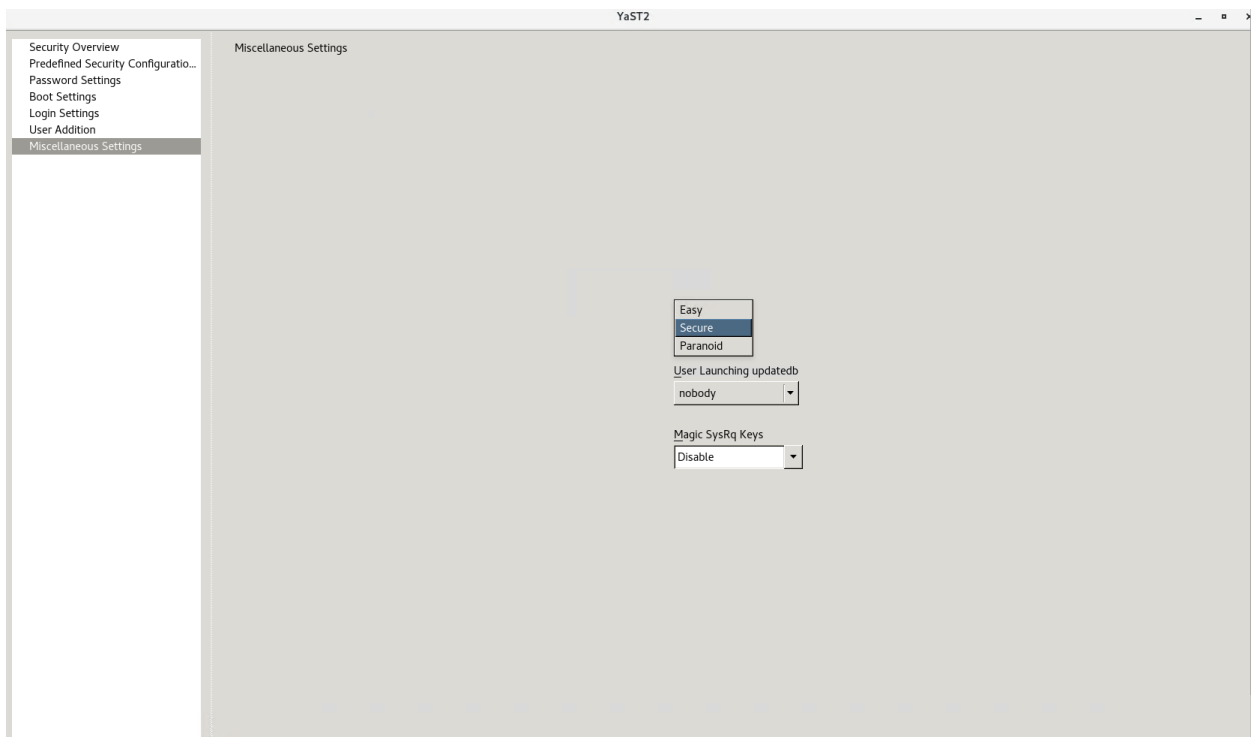 YaST2
Security Overview
Predefined Security Configuratio...
Password Settings
Boot Settings
Login Settings
User Addition
Miscellaneous Settings
Miscellaneous Settings
Easy
Secure
Paranoid
User Launching updatedb
nobody
Magic SysRq Keys
Disable